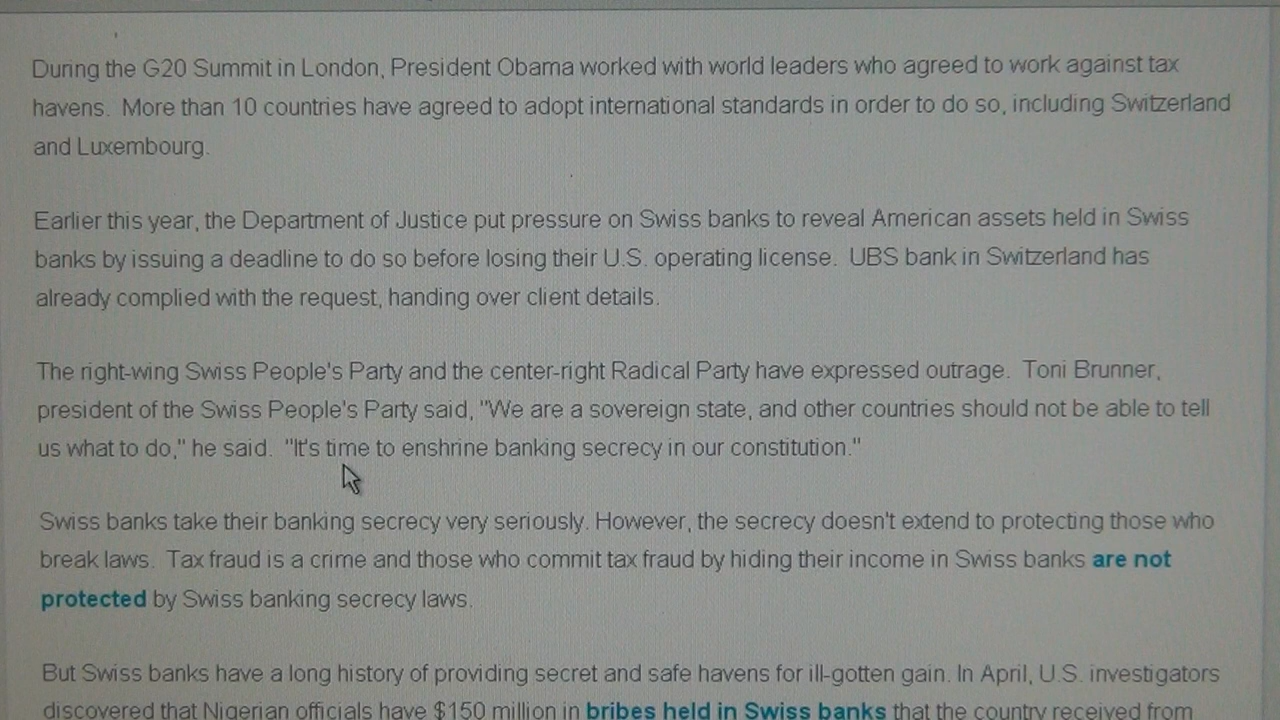 During the G20 Summit in London, President Obama worked with world leaders who agreed to work against tax
havens.  More than 10 countries have agreed to adopt international standards in order to do so, including Switzerland
and Luxembourg.
Earlier this year, the Department of Justice put pressure on Swiss banks to reveal American assets held in Swiss
banks by issuing a deadline to do so before losing their U.S. operating license.  UBS bank in Switzerland has
already complied with the request, handing over client details.
The right-wing Swiss People's Party and the center-right Radical Party have expressed outrage.  Toni Brunner,
president of the Swiss People's Party said, "We are a sovereign state, and other countries should not be able to tell
us what to do," he said.  "It's time to enshrine banking secrecy in our constitution."
Swiss banks take their banking secrecy very seriously. However, the secrecy doesn't extend to protecting those who
break laws.  Tax fraud is a crime and those who commit tax fraud by hiding their income in Swiss banks are not
protected by Swiss banking secrecy laws.
But Swiss banks have a long history of providing secret and safe havens for ill-gotten gain. In April, U.S. investigators
discovered that Nigerian officials have $150 million in bribes held in Swiss banks that the country received from